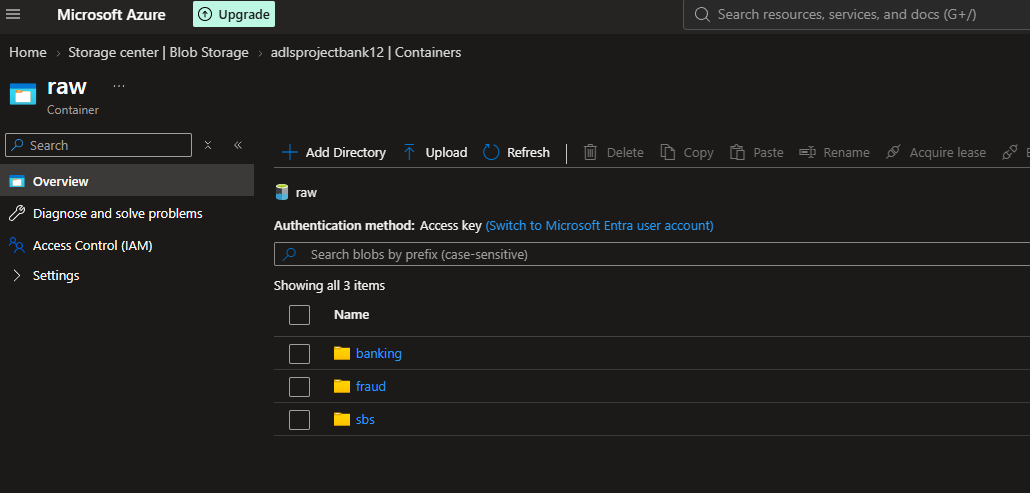 Microsoft Azure
Upgrade
Search resources, services, and docs (G+/)
Home > Storage center | Blob Storage > adlsprojectbank12 | Containers
raw ...
Container
Search
Add Directory
Upload
Refresh
Delete
Copy
Paste
Rename
Acquire lease
Overview
Diagnose and solve problems
Access Control (IAM)
Settings
raw
Authentication method: Access key (Switch to Microsoft Entra user account)
Search blobs by prefix (case-sensitive)
Showing all 3 items
Name
banking
fraud
sbs